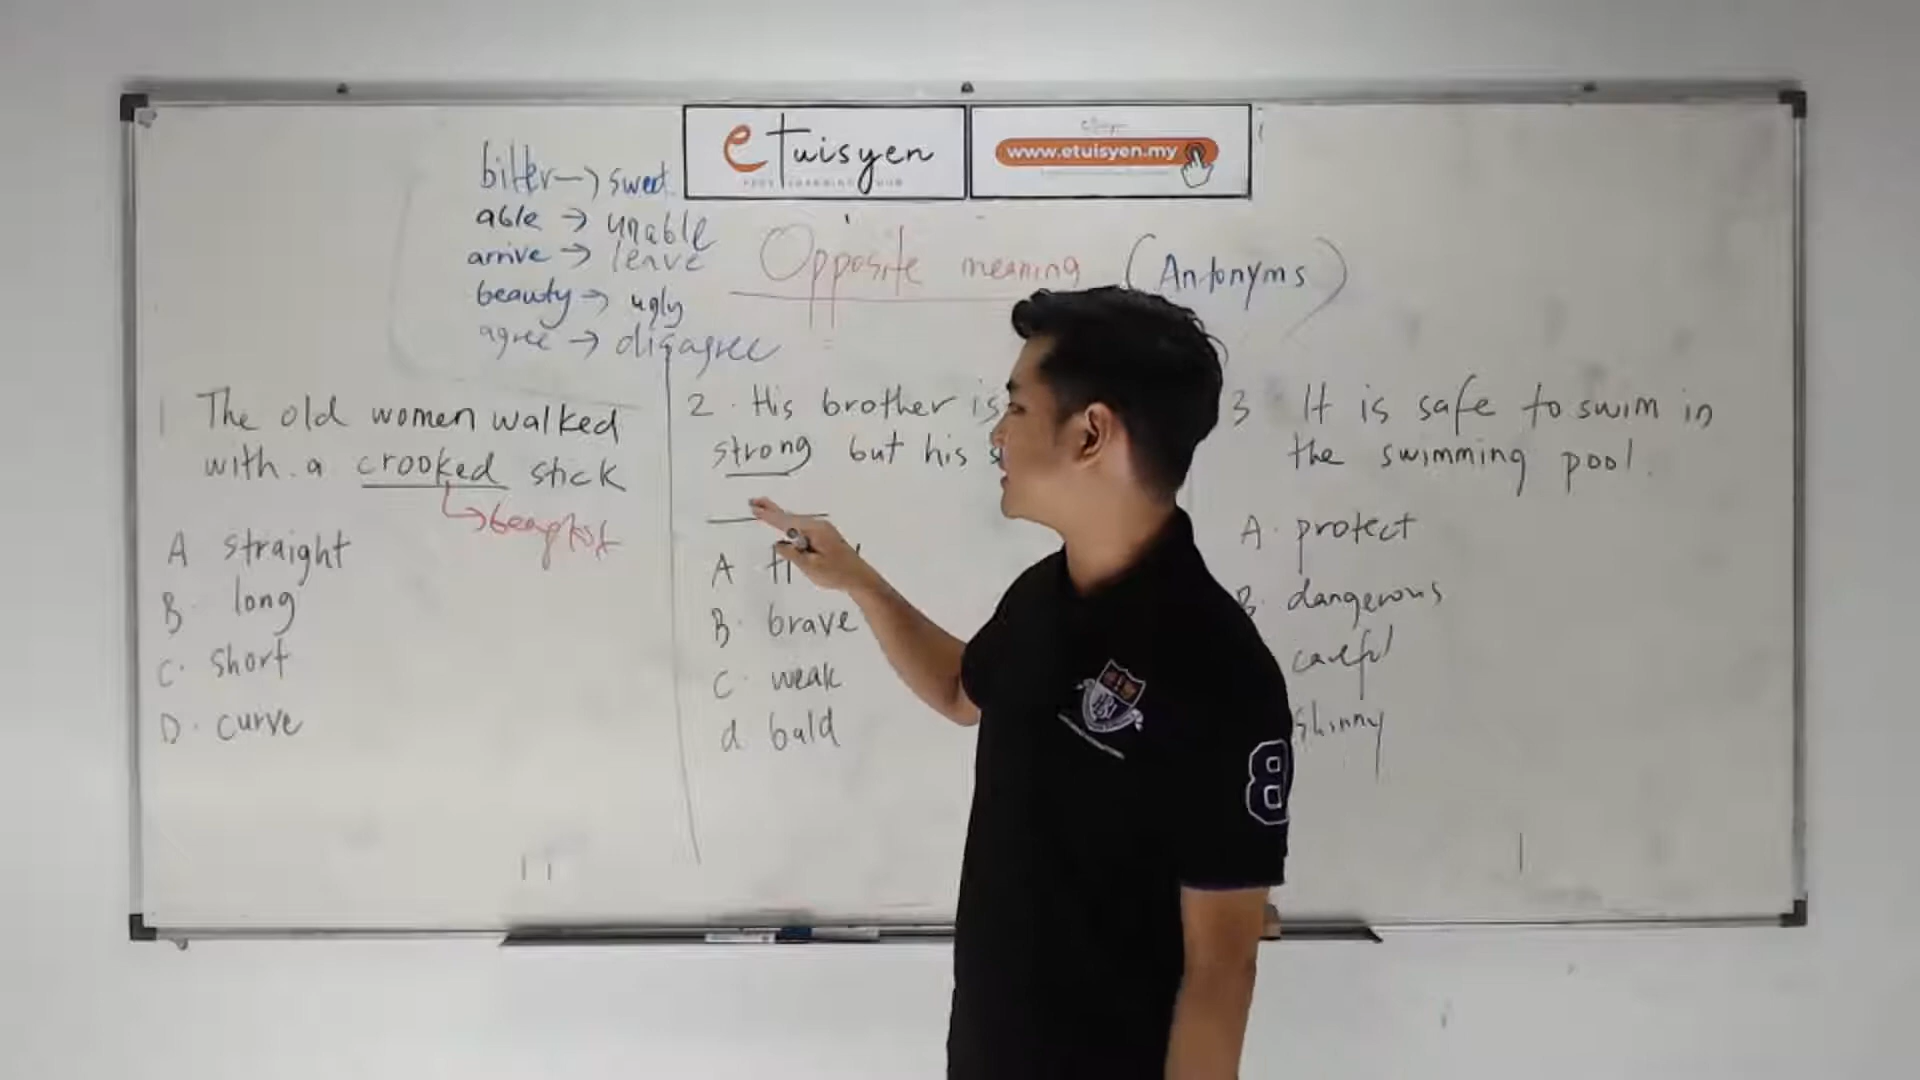 eTuisyen
www.etuisyen.my
bitter → sweet
able → unable
arrive → leave
beauty → ugly
agree → disagree
Opposite meaning (Antonyms)
1 The old women walked
with a crooked stick
A straight
B. long
C. short
D. curve
2. His brother is
strong but his s
A
B. brave
C. weak
d bald
3 It is safe to swim in
the swimming pool.
A. protect
B. dangerous
careful
skinny
8